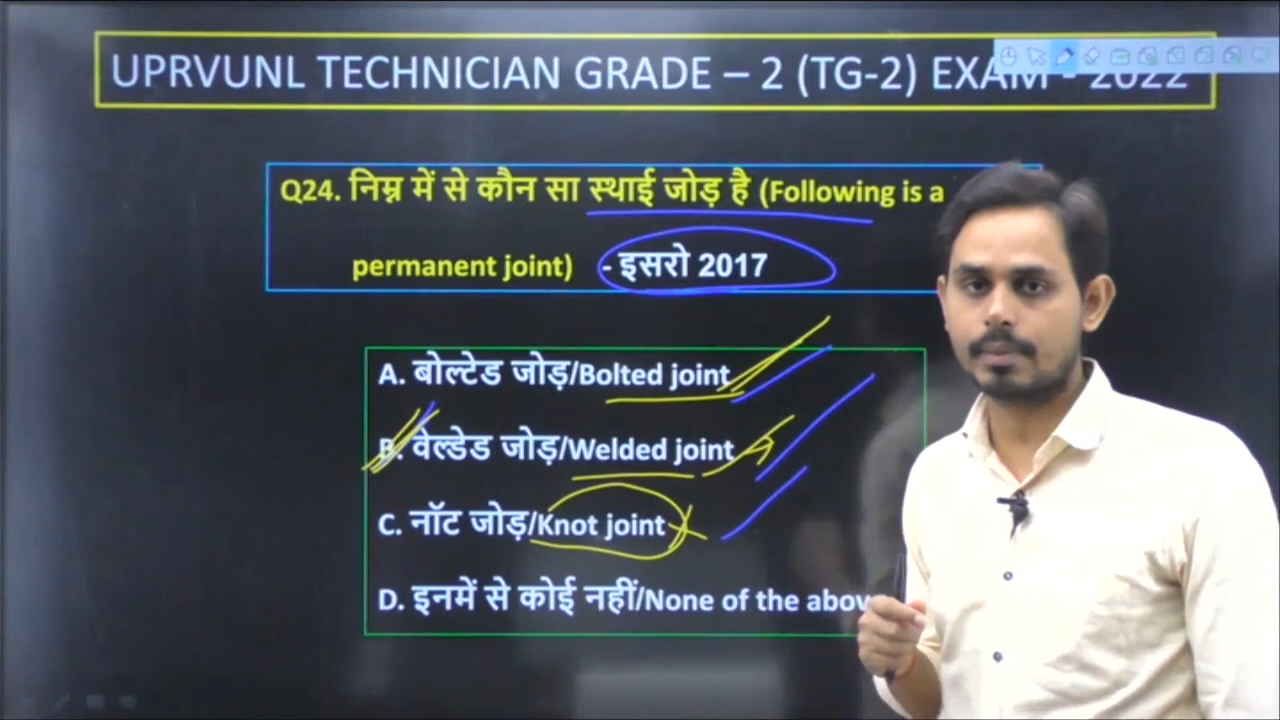 UPRVUNL TECHNICIAN GRADE – 2 (TG-2) EXAM - 2022
Q24. निम्न में से कौन सा स्थाई जोड़ है (Following is a
permanent joint) - इसरो 2017
A. बोल्टेड जोड़/Bolted joint
B. वेल्डेड जोड़/Welded joint
C. नॉट जोड़/Knot joint
D. इनमें से कोई नहीं/None of the abov